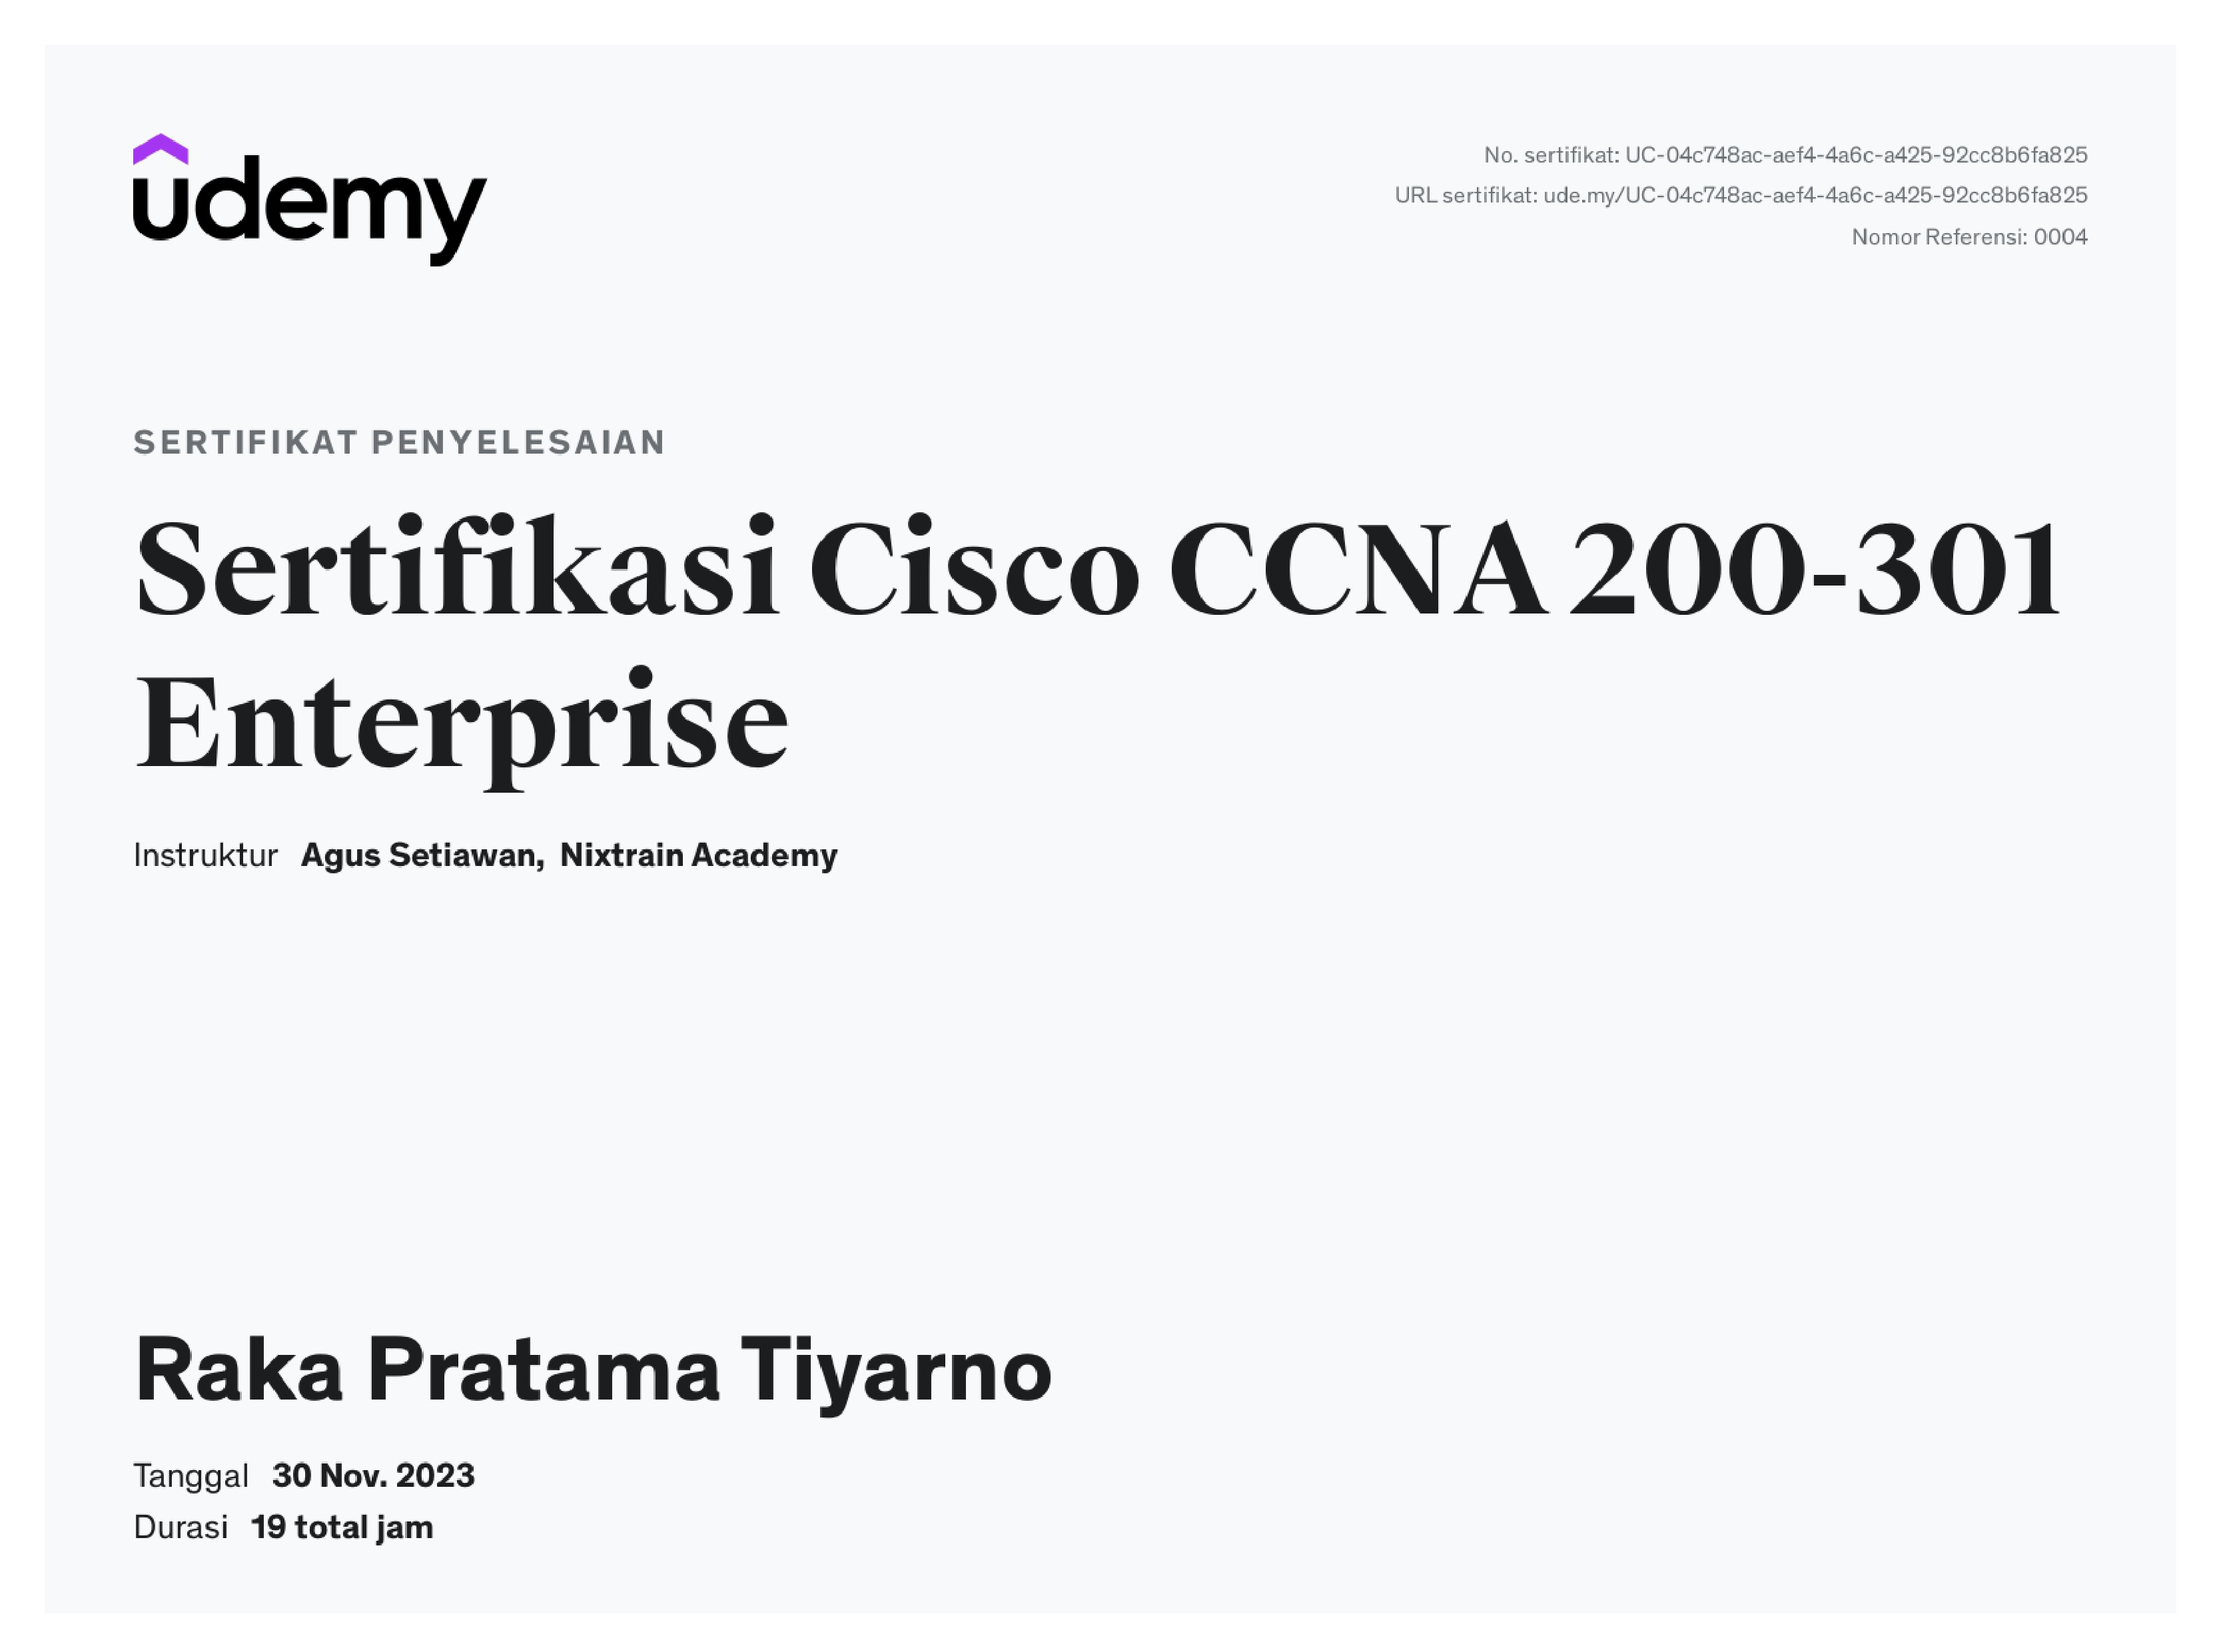 udemy
No. sertifikat: UC-04c748ac-aef4-4a6c-a425-92cc8b6fa825
URL sertifikat: ude.my/UC-04c748ac-aef4-4a6c-a425-92cc8b6fa825
Nomor Referensi: 0004
SERTIFIKAT PENYELESAIAN
Sertifikasi Cisco CCNA 200-301
Enterprise
Instruktur Agus Setiawan, Nixtrain Academy
Raka Pratama Tiyarno
Tanggal 30 Nov. 2023
Durasi 19 total jam